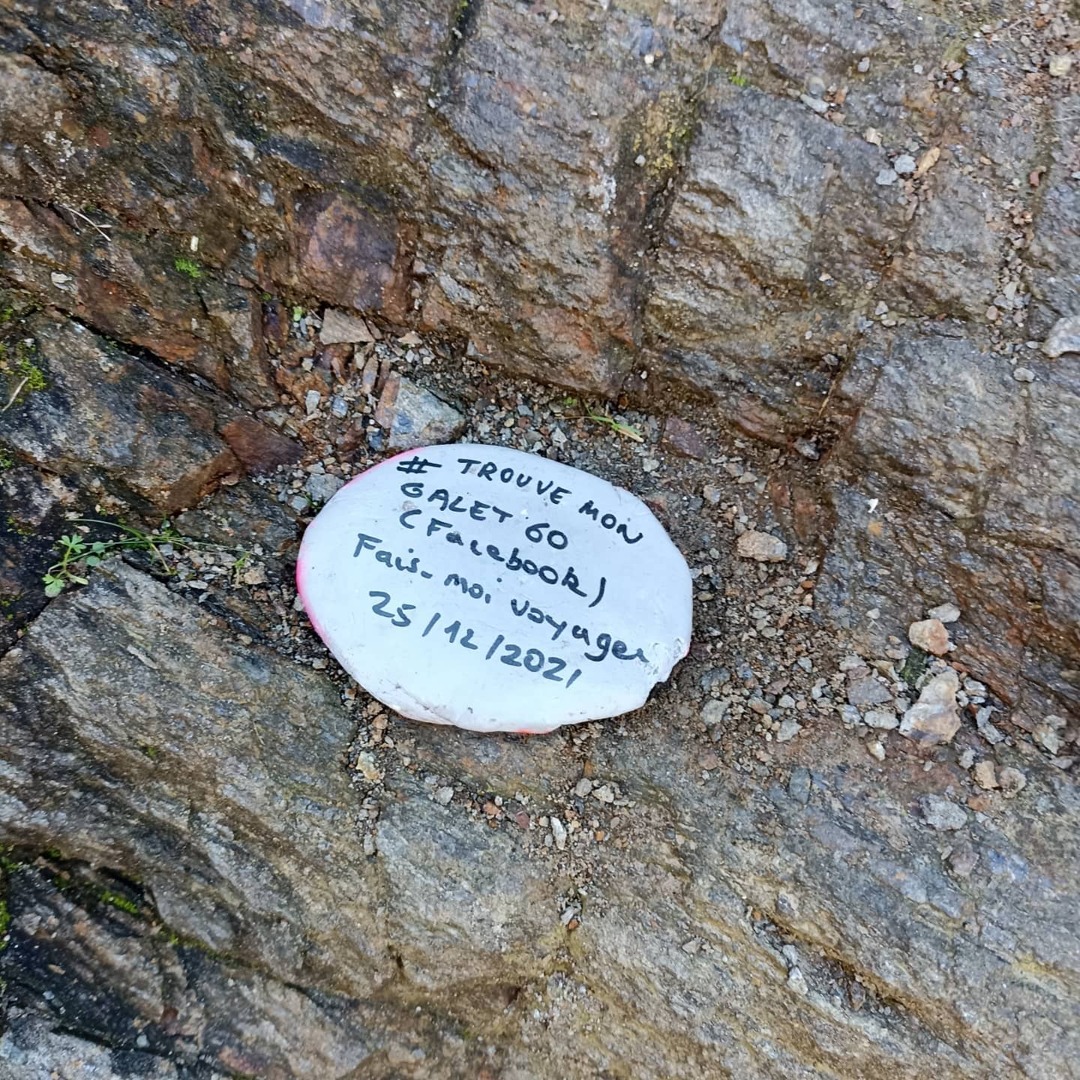 # TROUVE MON
GALET 60
(Facebook)
Fais-moi voyager
25/12/2021